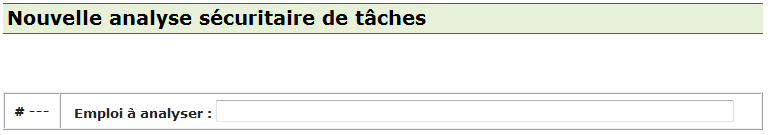 Nouvelle analyse sécuritaire de tâches
# --- Emploi à analyser :